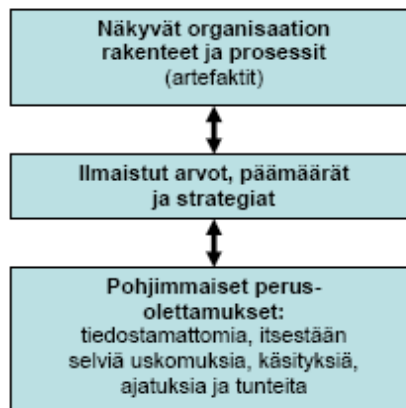 Näkyvät organisaation
rakenteet ja prosessit
(artefaktit)
Ilmaistut arvot, päämäärät
ja strategiat
Pohjimmaiset perus-
olettamukset:
tiedostamattomia, itsestään
selviä uskomuksia, käsityksiä,
ajatuksia ja tunteita